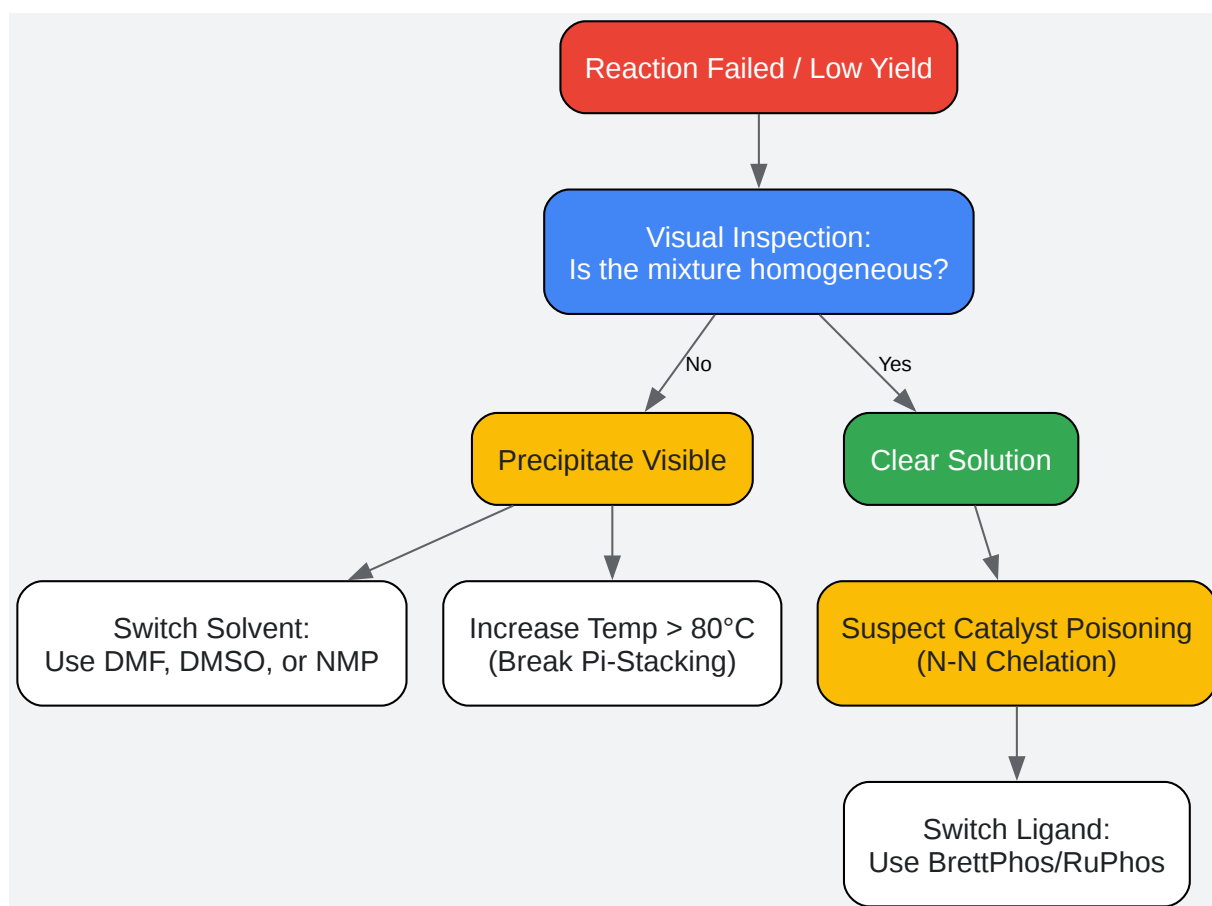 Reaction Failed / Low Yield
Visual Inspection:
Is the mixture homogeneous?
No
Yes
Precipitate Visible
Clear Solution
Switch Solvent:
Use DMF, DMSO, or NMP
Increase Temp > 80°C
(Break Pi-Stacking)
Suspect Catalyst Poisoning
(N-N Chelation)
Switch Ligand:
Use BrettPhos/RuPhos